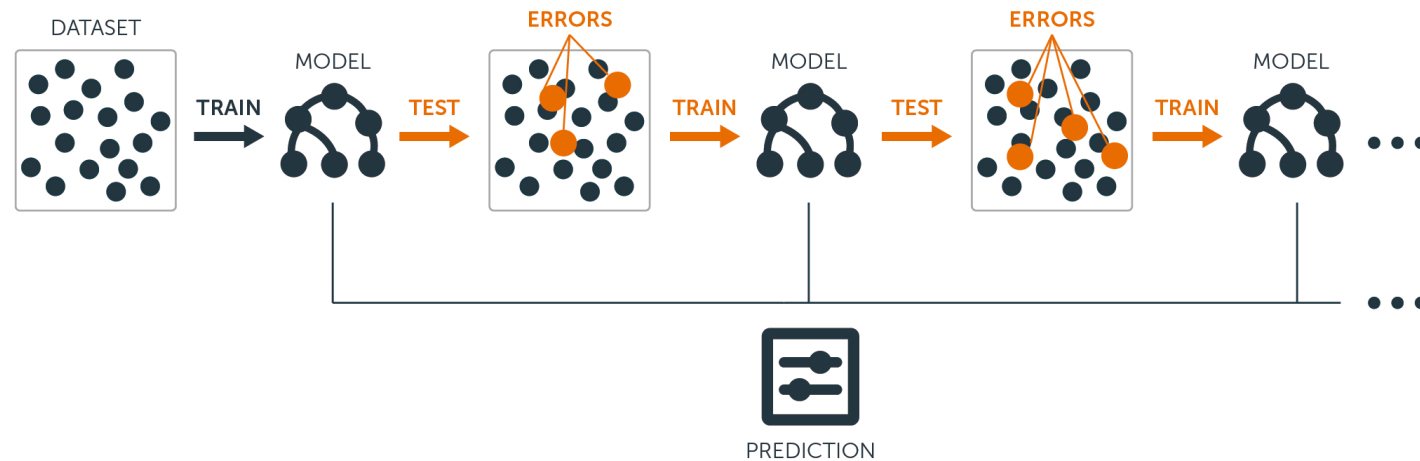 DATASET
TRAIN
MODEL
TEST
ERRORS
TRAIN
MODEL
TEST
ERRORS
TRAIN
MODEL
PREDICTION